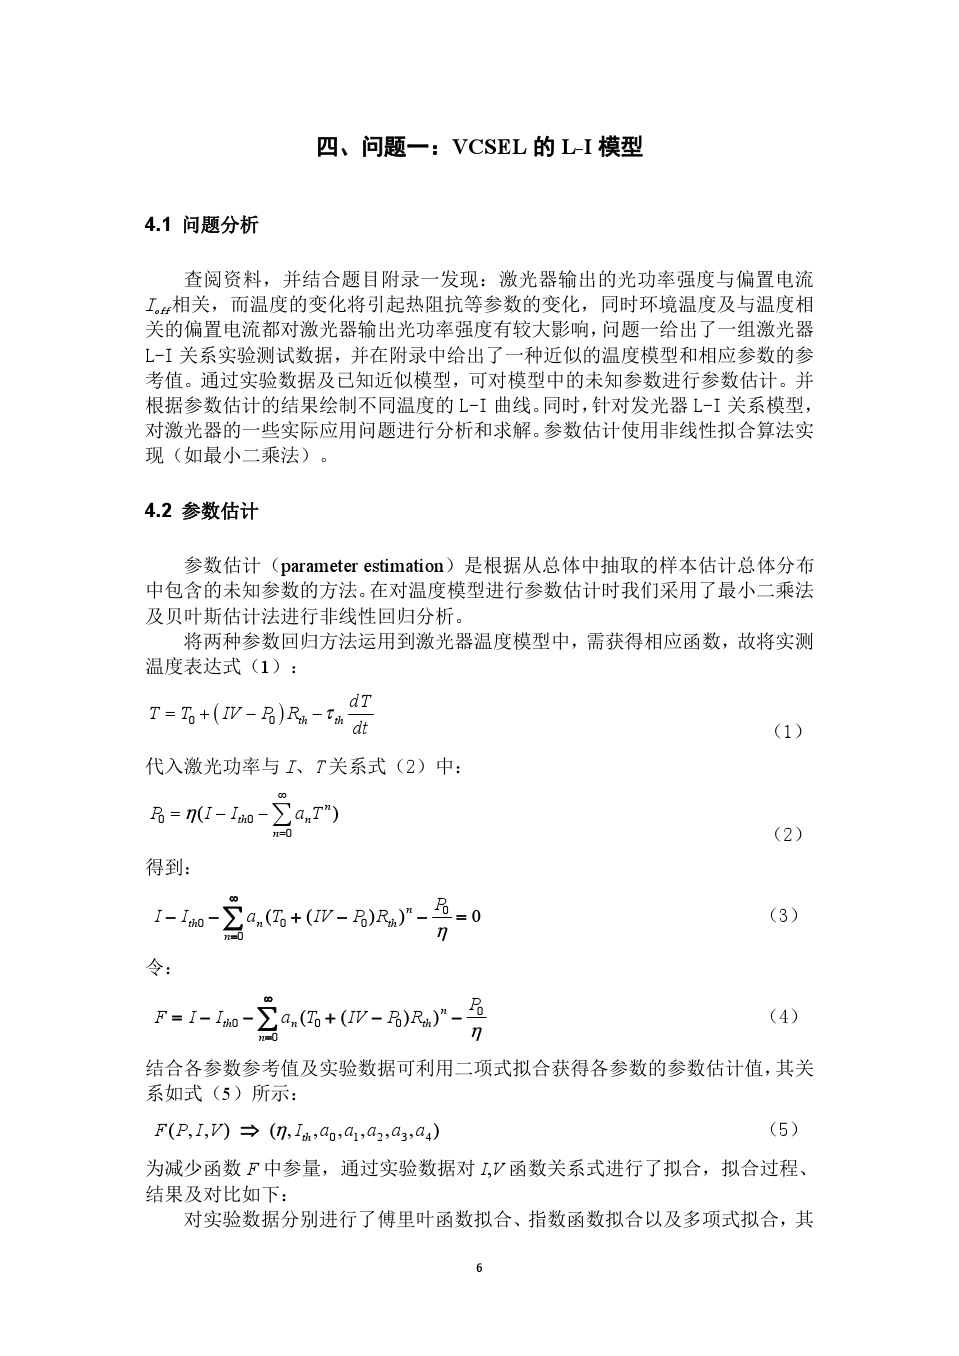 四、问题一：VCSEL 的 L-I 模型
4.1 问题分析
查阅资料，并结合题目附录一发现：激光器输出的光功率强度与偏置电流
I_off相关，而温度的变化将引起热阻抗等参数的变化，同时环境温度及与温度相
关的偏置电流都对激光器输出光功率强度有较大影响，问题一给出了一组激光器
L-I 关系实验测试数据，并在附录中给出了一种近似的温度模型和相应参数的参
考值。通过实验数据及已知近似模型，可对模型中的未知参数进行参数估计。并
根据参数估计的结果绘制不同温度的 L-I 曲线。同时，针对发光器 L-I 关系模型，
对激光器的一些实际应用问题进行分析和求解。参数估计使用非线性拟合算法实
现（如最小二乘法）。
4.2 参数估计
参数估计（parameter estimation）是根据从总体中抽取的样本估计总体分布
中包含的未知参数的方法。在对温度模型进行参数估计时我们采用了最小二乘法
及贝叶斯估计法进行非线性回归分析。
将两种参数回归方法运用到激光器温度模型中，需获得相应函数，故将实测
温度表达式（1）：
T = T_0 + (IV − P_0) R_th − τ_th dT/dt （1）
代入激光功率与 I、T 关系式（2）中：
P_0 = η(I − I_th0 − ∑_{n=0}^{∞} a_n T^n) （2）
得到：
I − I_th0 − ∑_{n=0}^{∞} a_n (T_0 + (IV − P_0)R_th)^n − P_0/η = 0 （3）
令：
F = I − I_th0 − ∑_{n=0}^{∞} a_n (T_0 + (IV − P_0)R_th)^n − P_0/η （4）
结合各参数参考值及实验数据可利用二项式拟合获得各参数的参数估计值，其关
系如式（5）所示：
F(P,I,V) ⇒ (η,I_th,a_0,a_1,a_2,a_3,a_4) （5）
为减少函数 F 中参量，通过实验数据对 I,V 函数关系式进行了拟合，拟合过程、
结果及对比如下：
对实验数据分别进行了傅里叶函数拟合、指数函数拟合以及多项式拟合，其
6